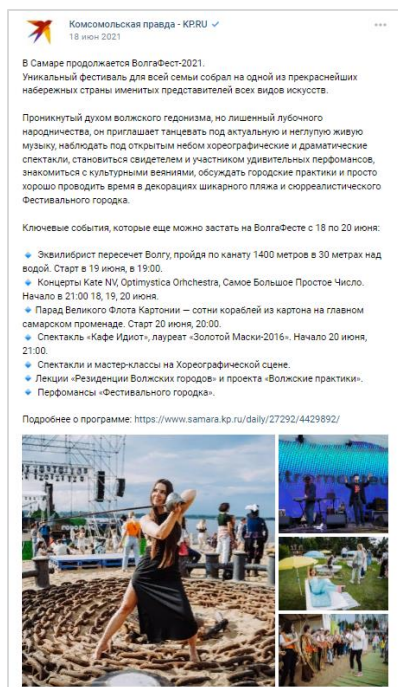 Комсомольская правда - KP.RU
18 июн 2021
В Самаре продолжается ВолгаФест-2021.
Уникальный фестиваль для всей семьи собрал на одной из прекраснейших
набережных страны именитых представителей всех видов искусств.
Проникнутый духом волжского гедонизма, но лишенный лубочного
народничества, он приглашает танцевать под актуальную и неглупую живую
музыку, наблюдать под открытым небом хореографические и драматические
спектакли, становиться свидетелем и участником удивительных перфомансов,
знакомиться с культурными веяниями, обсуждать городские практики и просто
хорошо проводить время в декорациях шикарного пляжа и сюрреалистического
Фестивального городка.
Ключевые события, которые еще можно застать на ВолгаФесте с 18 по 20 июня:
Эквилибрист пересечет Волгу, пройдя по канату 1400 метров в 30 метрах над
водой. Старт в 19 июня, в 19:00.
Концерты Kate NV, Optimystica Orhchestra, Самое Большое Простое Число.
Начало в 21:00 18, 19, 20 июня.
Парад Великого Флота Картонии — сотни кораблей из картона на главном
самарском променаде. Старт 20 июня, 20:00.
Спектакль «Кафе Идиот», лауреат «Золотой Маски-2016». Начало 20 июня,
21:00.
Спектакли и мастер-классы на Хореографической сцене.
Лекции «Резиденции Волжских городов» и проекта «Волжские практики».
Перфомансы «Фестивального городка».
Подробнее о программе: https://www.samara.kp.ru/daily/27292/4429892/